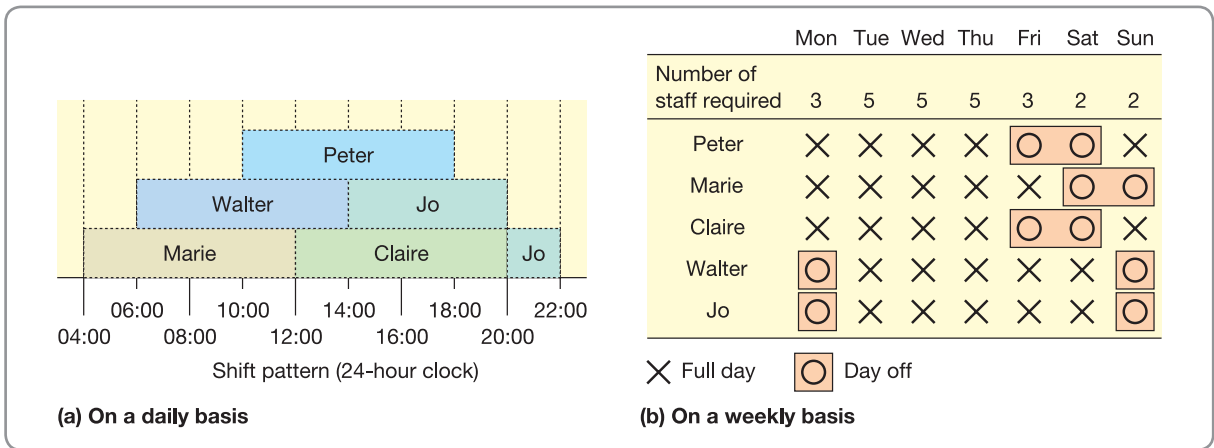 Peter
Walter Jo
Marie Claire Jo
06:00 10:00 14:00 18:00 22:00
04:00 08:00 12:00 16:00 20:00
Shift pattern (24-hour clock)
(a) On a daily basis
Mon Tue Wed Thu Fri Sat Sun
Number of
staff required 3 5 5 5 3 2 2
Peter X X X X O O X
Marie X X X X X O O
Claire X X X X O O X
Walter O X X X X X O
Jo O X X X X X O
X Full day O Day off
(b) On a weekly basis